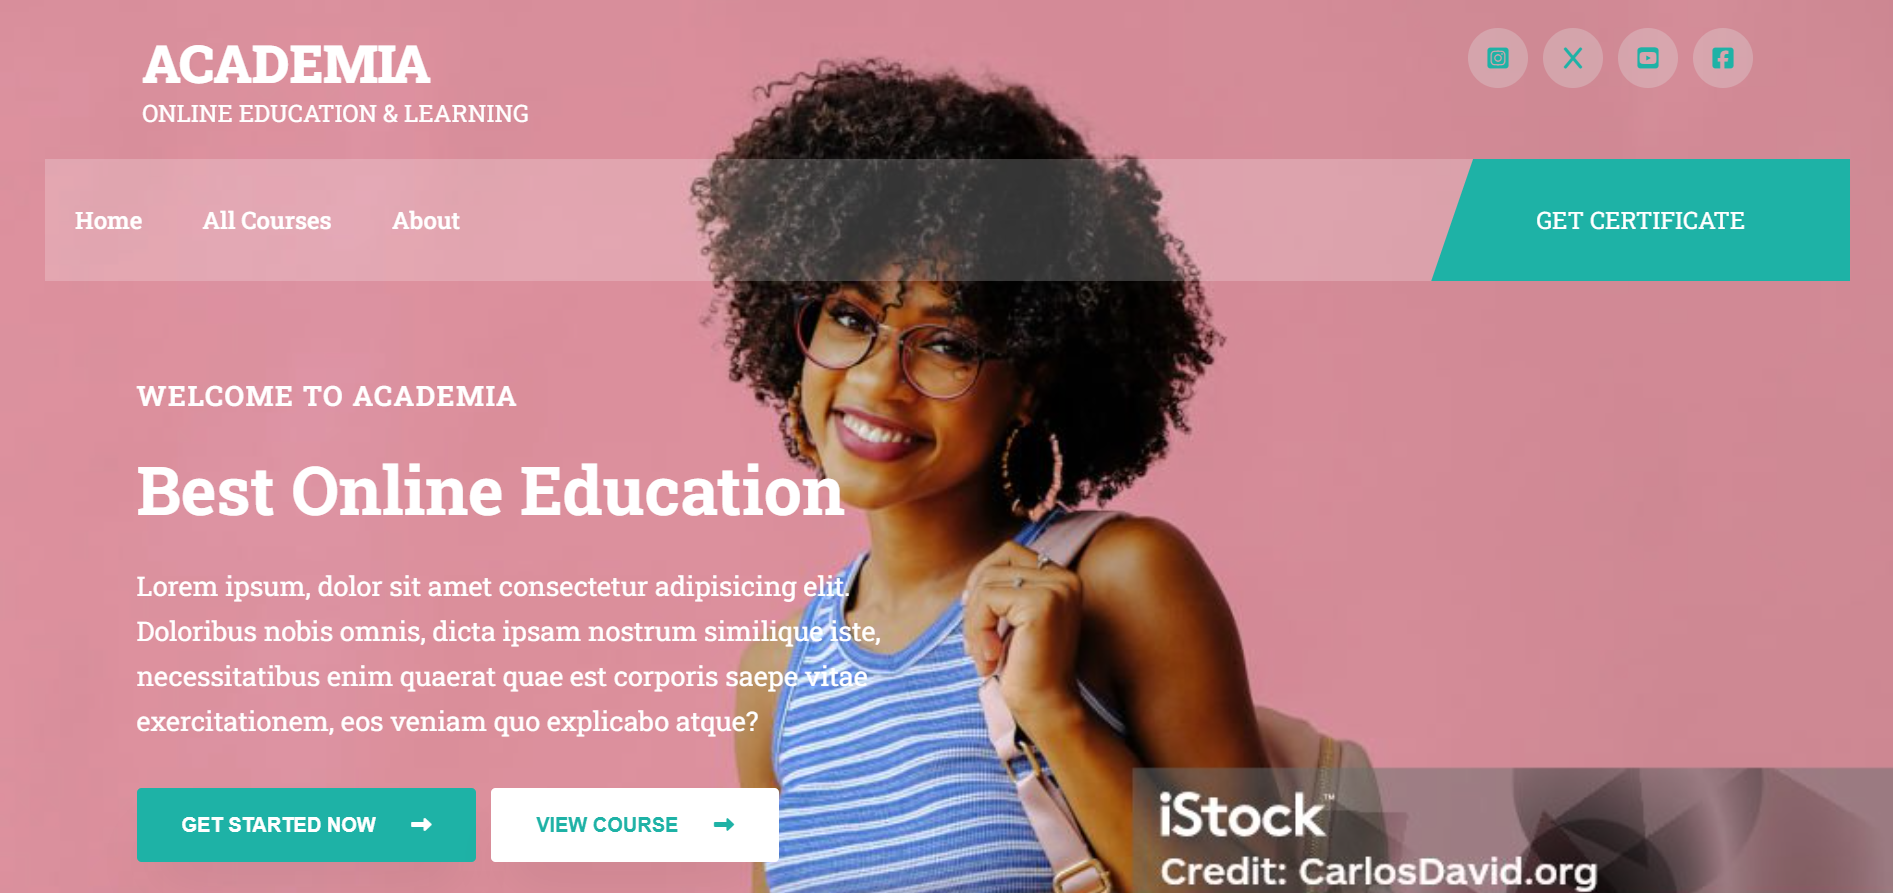 ACADEMIA
ONLINE EDUCATION & LEARNING
Home All Courses About GET CERTIFICATE
WELCOME TO ACADEMIA
Best Online Education
Lorem ipsum, dolor sit amet consectetur adipisicing elit.
Doloribus nobis omnis, dicta ipsam nostrum similique iste,
necessitatibus enim quaerat quae est corporis saepe vitae
exercitationem, eos veniam quo explicabo atque?
GET STARTED NOW VIEW COURSE
iStock™
Credit: CarlosDavid.org